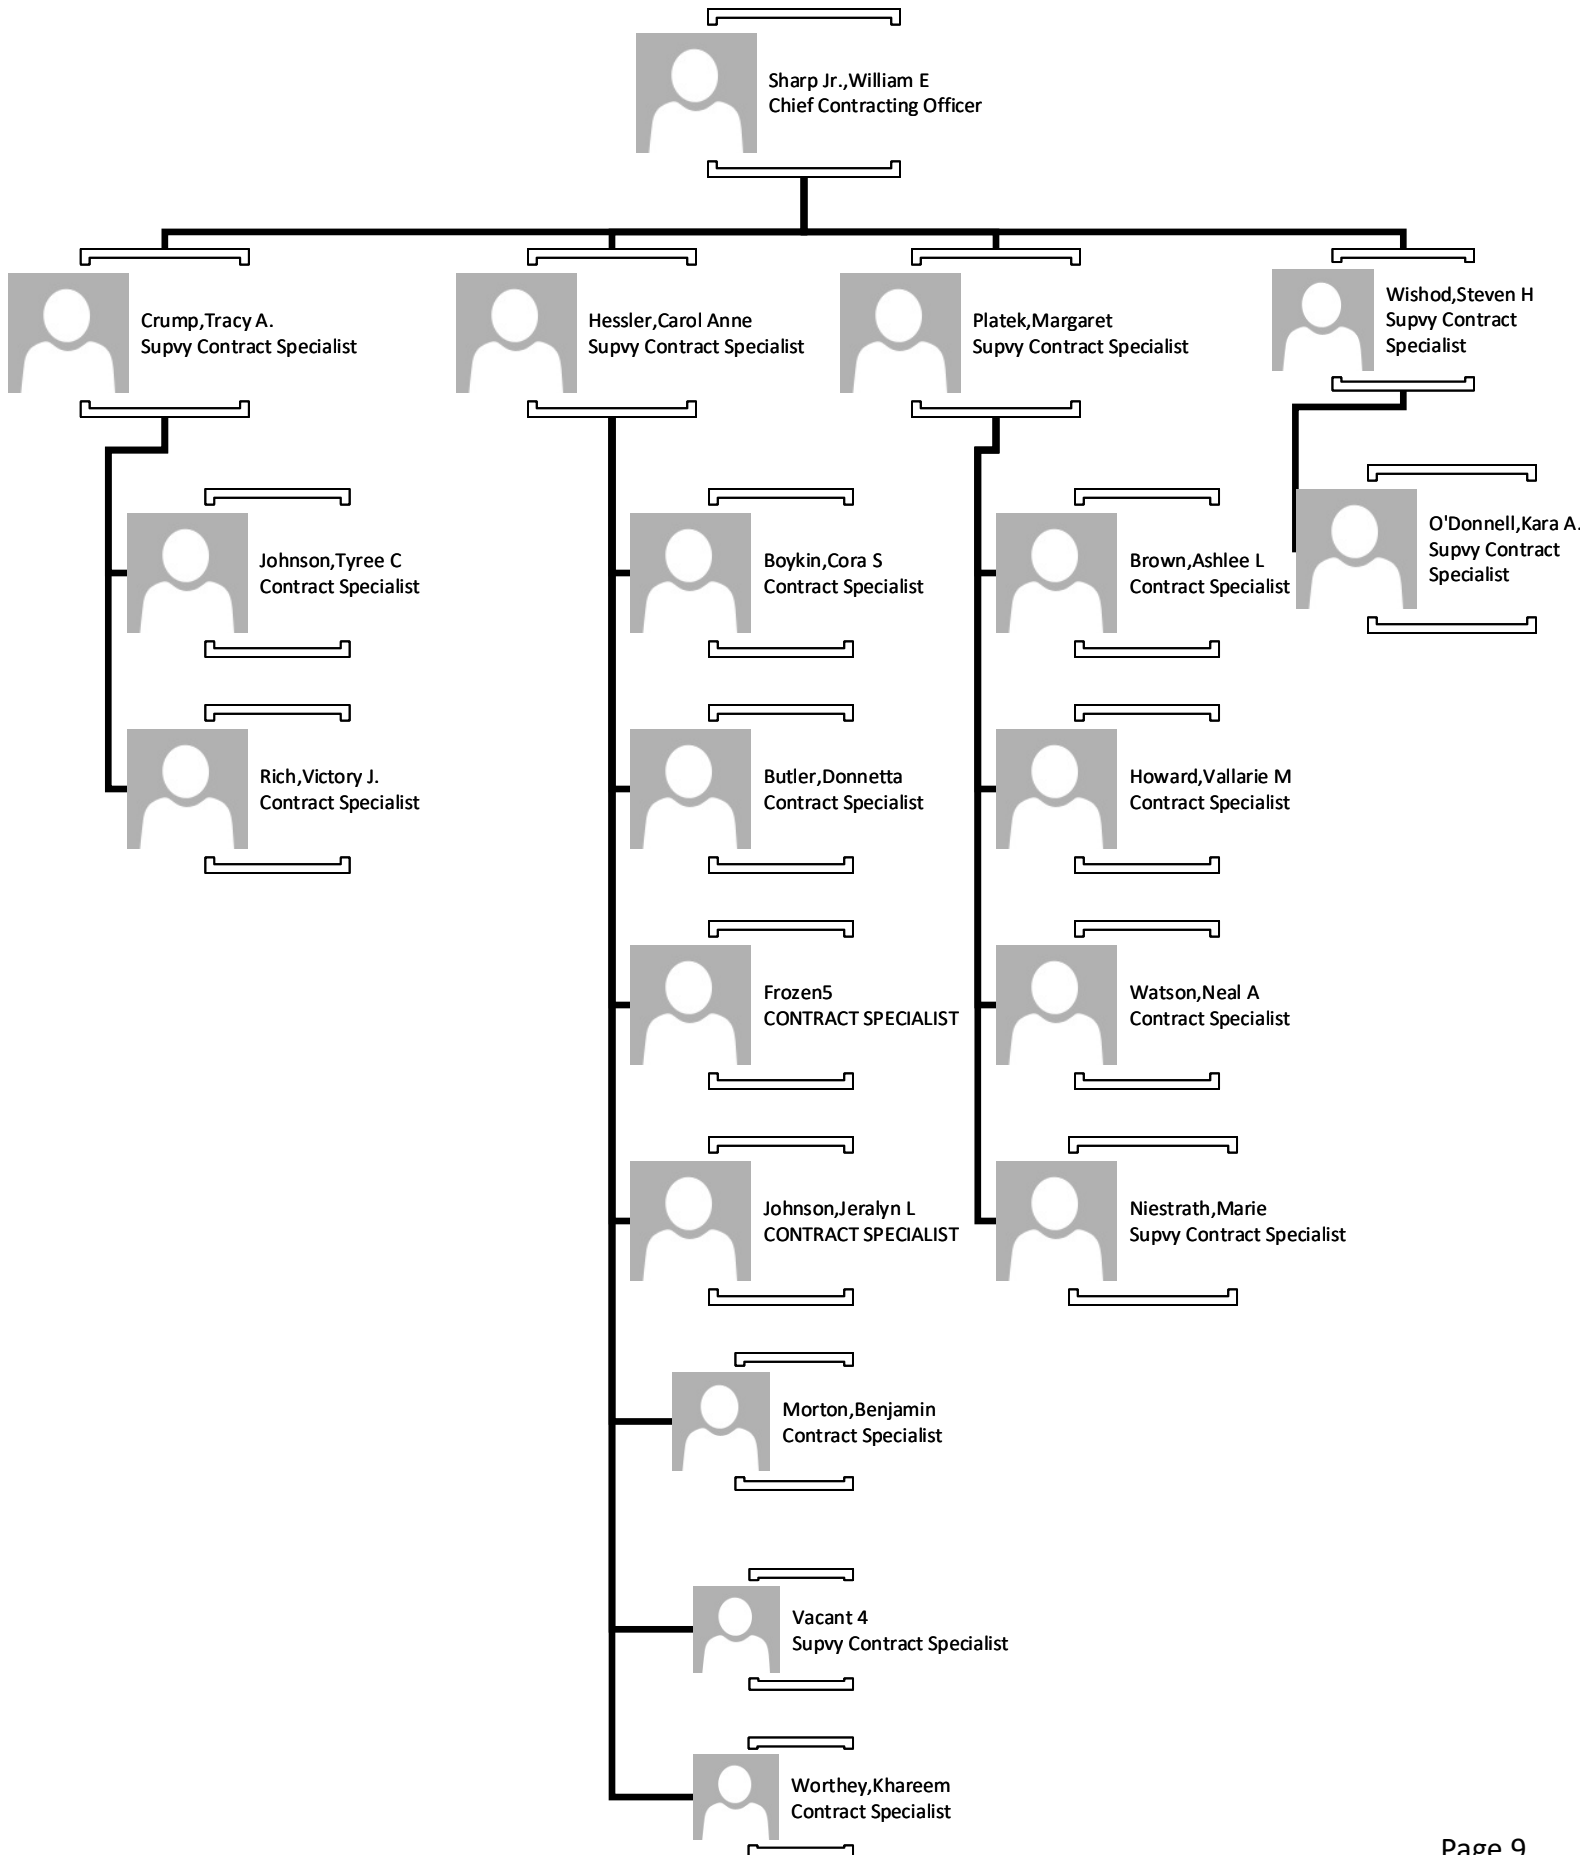 Sharp Jr.,William E
Chief Contracting Officer
Crump,Tracy A.
Supvy Contract Specialist
Hessler,Carol Anne
Supvy Contract Specialist
Platek,Margaret
Supvy Contract Specialist
Wishod,Steven H
Supvy Contract
Specialist
Johnson,Tyree C
Contract Specialist
Rich,Victory J.
Contract Specialist
Boykin,Cora S
Contract Specialist
Butler,Donnetta
Contract Specialist
Frozen5
CONTRACT SPECIALIST
Johnson,Jeralyn L
CONTRACT SPECIALIST
Morton,Benjamin
Contract Specialist
Vacant 4
Supvy Contract Specialist
Worthey,Khareem
Contract Specialist
Brown,Ashlee L
Contract Specialist
Howard,Vallarie M
Contract Specialist
Watson,Neal A
Contract Specialist
Niestrath,Marie
Supvy Contract Specialist
O'Donnell,Kara A.
Supvy Contract
Specialist
Page 9